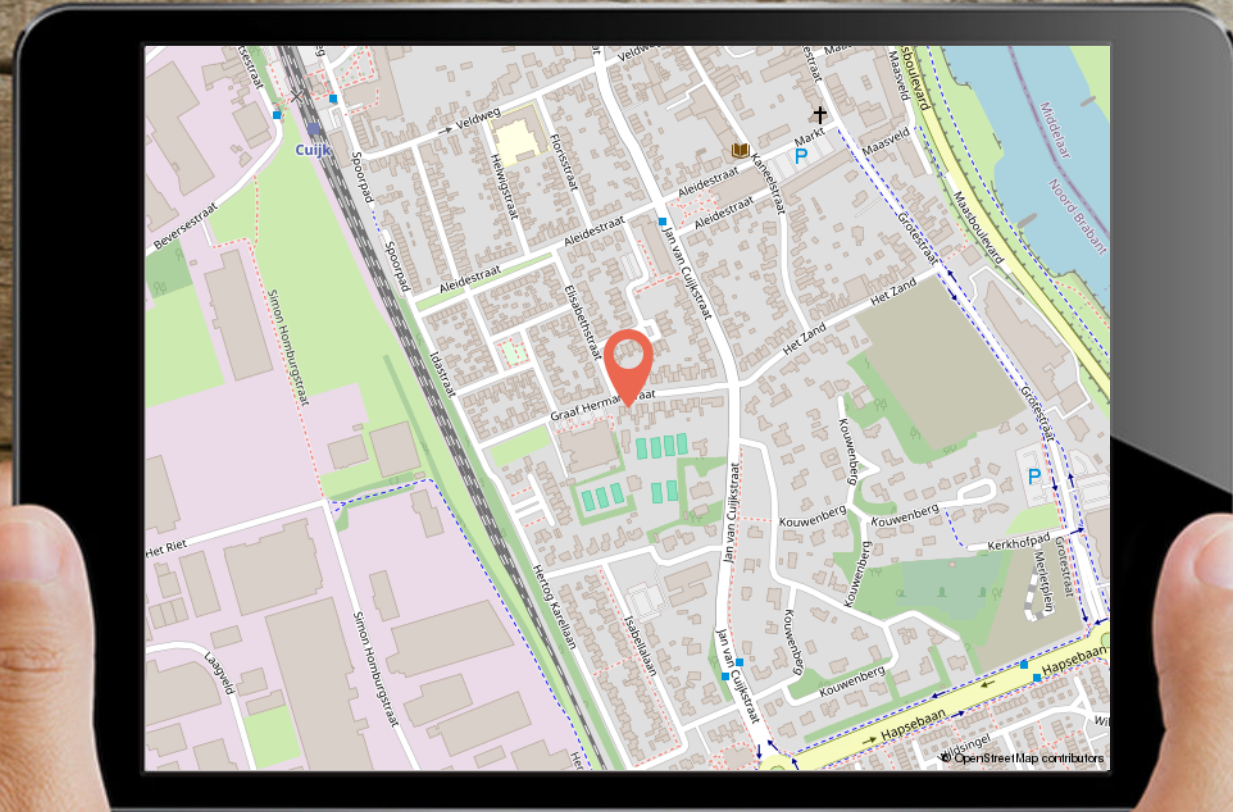 Veldweg
Maasveld
Middelaar
Noord-Brabant
Veldweg
Markt
P
Cuijk
Spoorpad
Helwigstraat
Florisstraat
Kaneelstraat
Maasveld
Aleidestraat
Aleidestraat
Maasboulevard
Beversestraat
Aleidestraat
Grotestraat
Spoorpad
Jan van Cuijkstraat
Aleidestraat
Simon Homburgstraat
Elisabethstraat
Het Zand
Het Zand
Idastraat
Graaf Herman
raat
Grotestraat
Kouwenberg
P
Jan van Cuijkstraat
Kouwenberg
Kouwenberg
Het Riet
Kerkhofpad
Grotestraat
Merletplein
Kouwenberg
Hertog Karellaan
Isabellalaan
Kouwenberg
Simon Homburgstraat
Laagveld
Jan van Cuijkstraat
Kouwenberg
Hapsebaan
Hapsebaan
© OpenStreetMap contributors